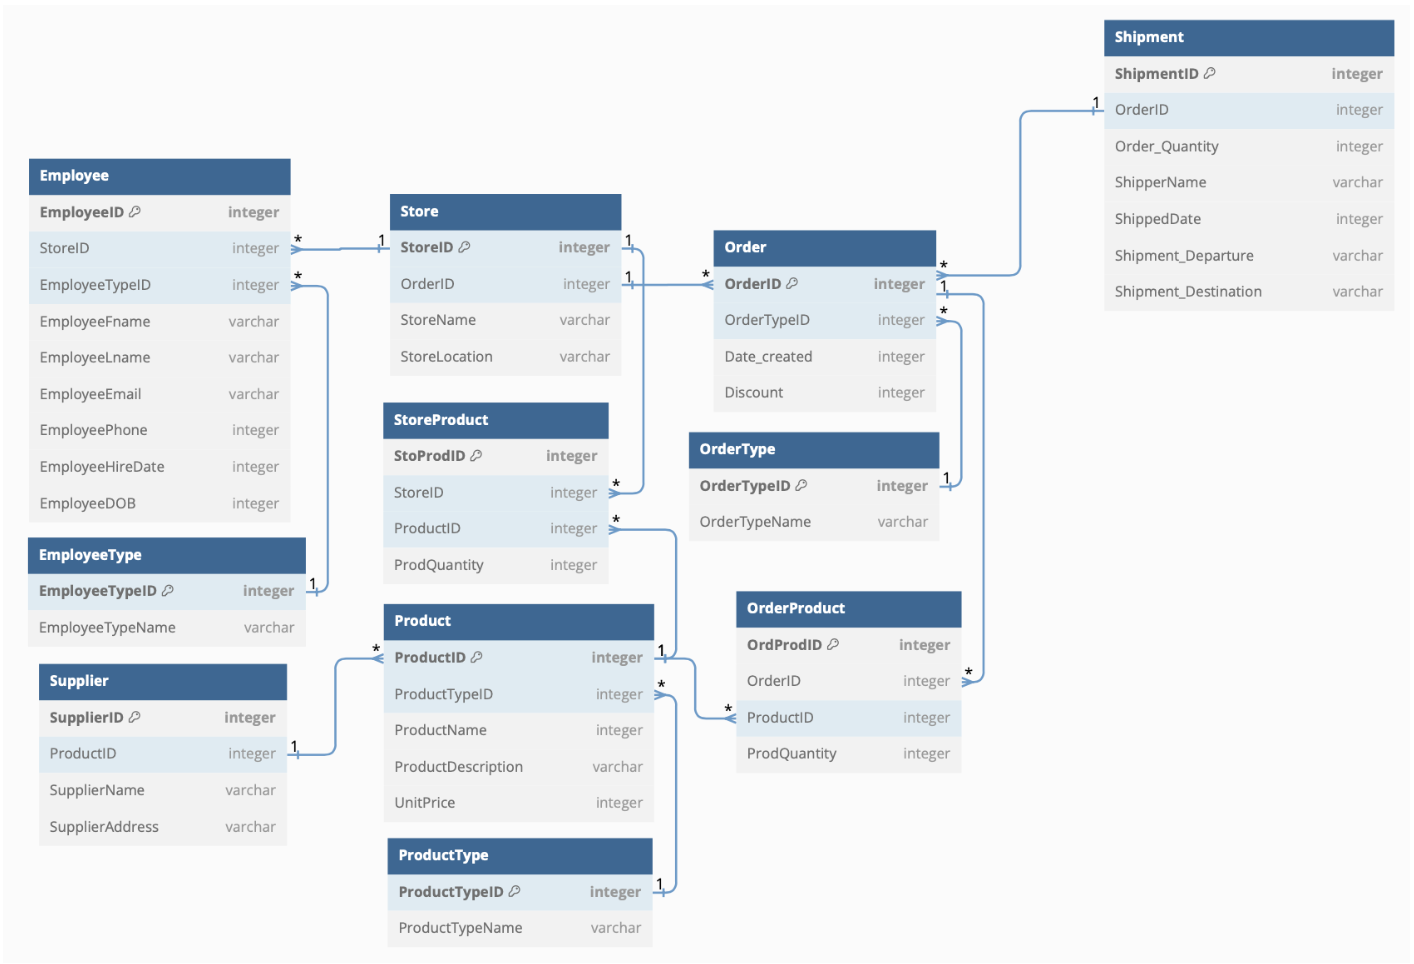 Shipment
ShipmentID integer
OrderID integer
Order_Quantity integer
ShipperName varchar
ShippedDate integer
Shipment_Departure varchar
Shipment_Destination varchar
1
Employee
EmployeeID integer
StoreID integer
EmployeeTypeID integer
EmployeeFname varchar
EmployeeLname varchar
EmployeeEmail varchar
EmployeePhone integer
EmployeeHireDate integer
EmployeeDOB integer
*
*
1
Store
StoreID integer
OrderID integer
StoreName varchar
StoreLocation varchar
1
1
*
Order
OrderID integer
OrderTypeID integer
Date_created integer
Discount integer
*
1
*
StoreProduct
StoProdID integer
StoreID integer
ProductID integer
ProdQuantity integer
*
*
OrderType
OrderTypeID integer
OrderTypeName varchar
1
EmployeeType
EmployeeTypeID integer
EmployeeTypeName varchar
1
Product
ProductID integer
ProductTypeID integer
ProductName integer
ProductDescription varchar
UnitPrice integer
*
1
*
OrderProduct
OrdProdID integer
OrderID integer
ProductID integer
ProdQuantity integer
*
*
Supplier
SupplierID integer
ProductID integer
SupplierName varchar
SupplierAddress varchar
1
ProductType
ProductTypeID integer
ProductTypeName varchar
1